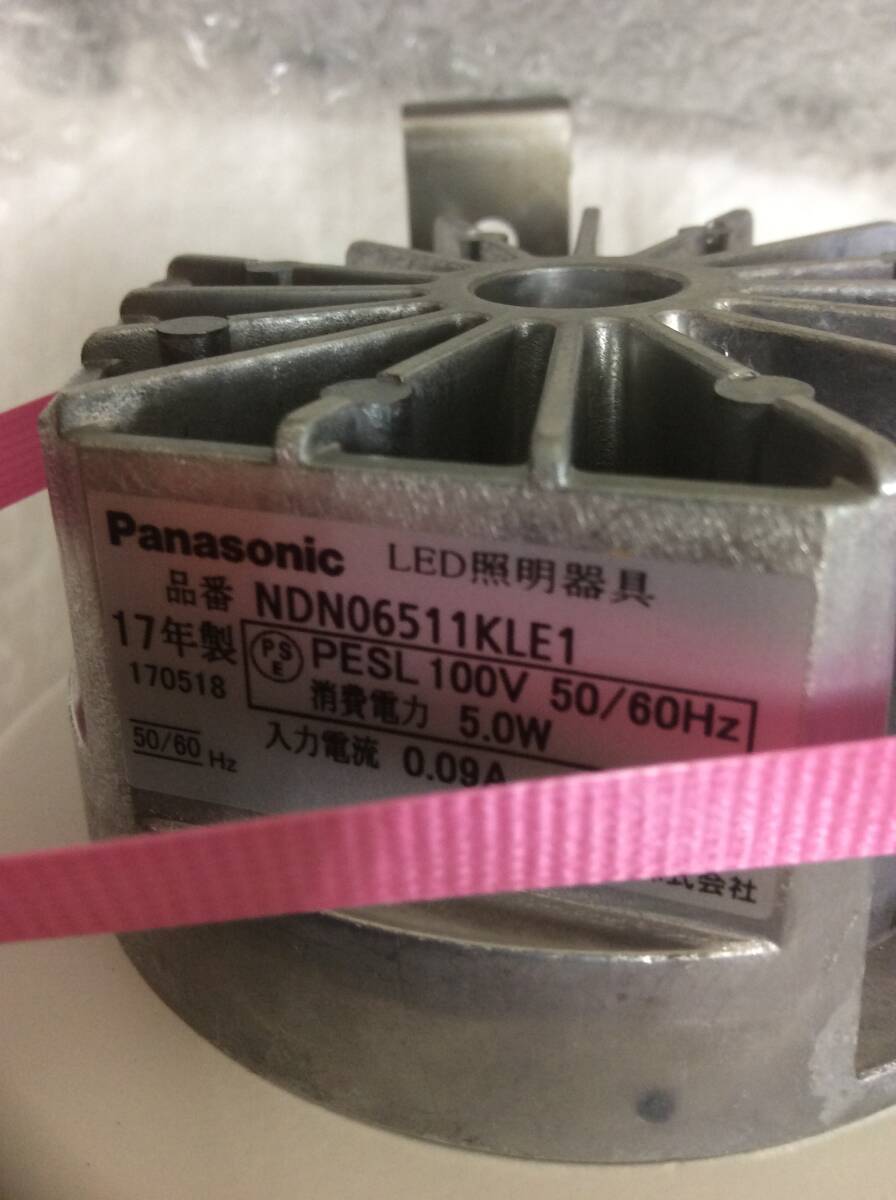 Panasonic LED照明器具
品番 NDN06511KLE1
17年製 PSE PESL 100V 50/60Hz
170518 消費電力 5.0W
50/60 Hz 入力電流 0.09A
式会社